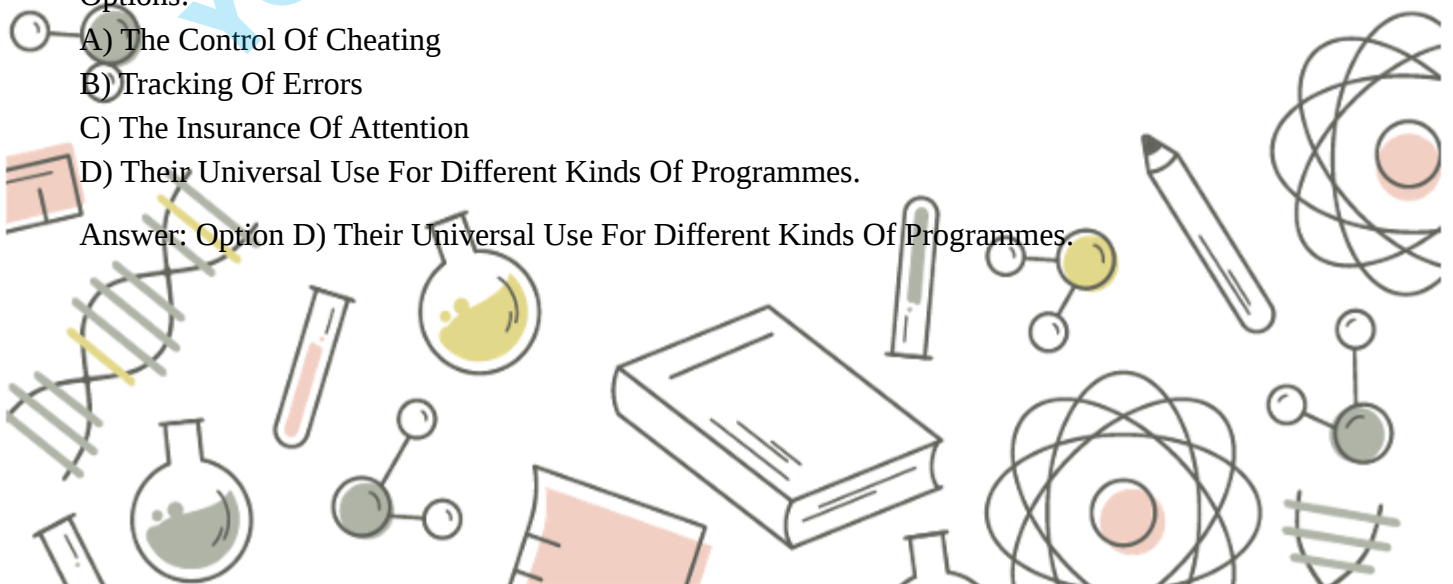 Options:
A) The Control Of Cheating
B) Tracking Of Errors
C) The Insurance Of Attention
D) Their Universal Use For Different Kinds Of Programmes.
Answer: Option D) Their Universal Use For Different Kinds Of Programmes.